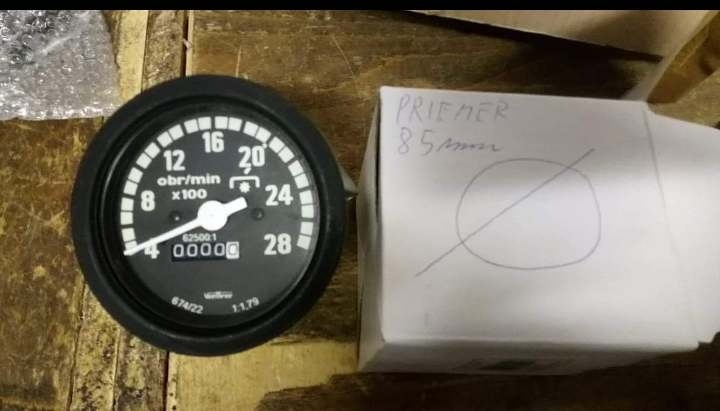 16
12
20
8
24
4
28
obr/min
x100
62500:1
00000
674/22
1:1,79
PRIEMER
85mm